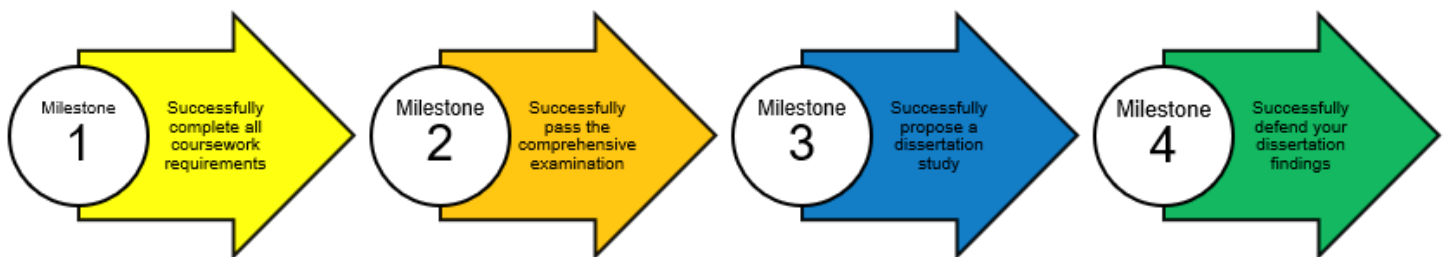 Milestone
1
Successfully
complete all
coursework
requirements
Milestone
2
Successfully
pass the
comprehensive
examination
Milestone
3
Successfully
propose a
dissertation
study
Milestone
4
Successfully
defend your
dissertation
findings